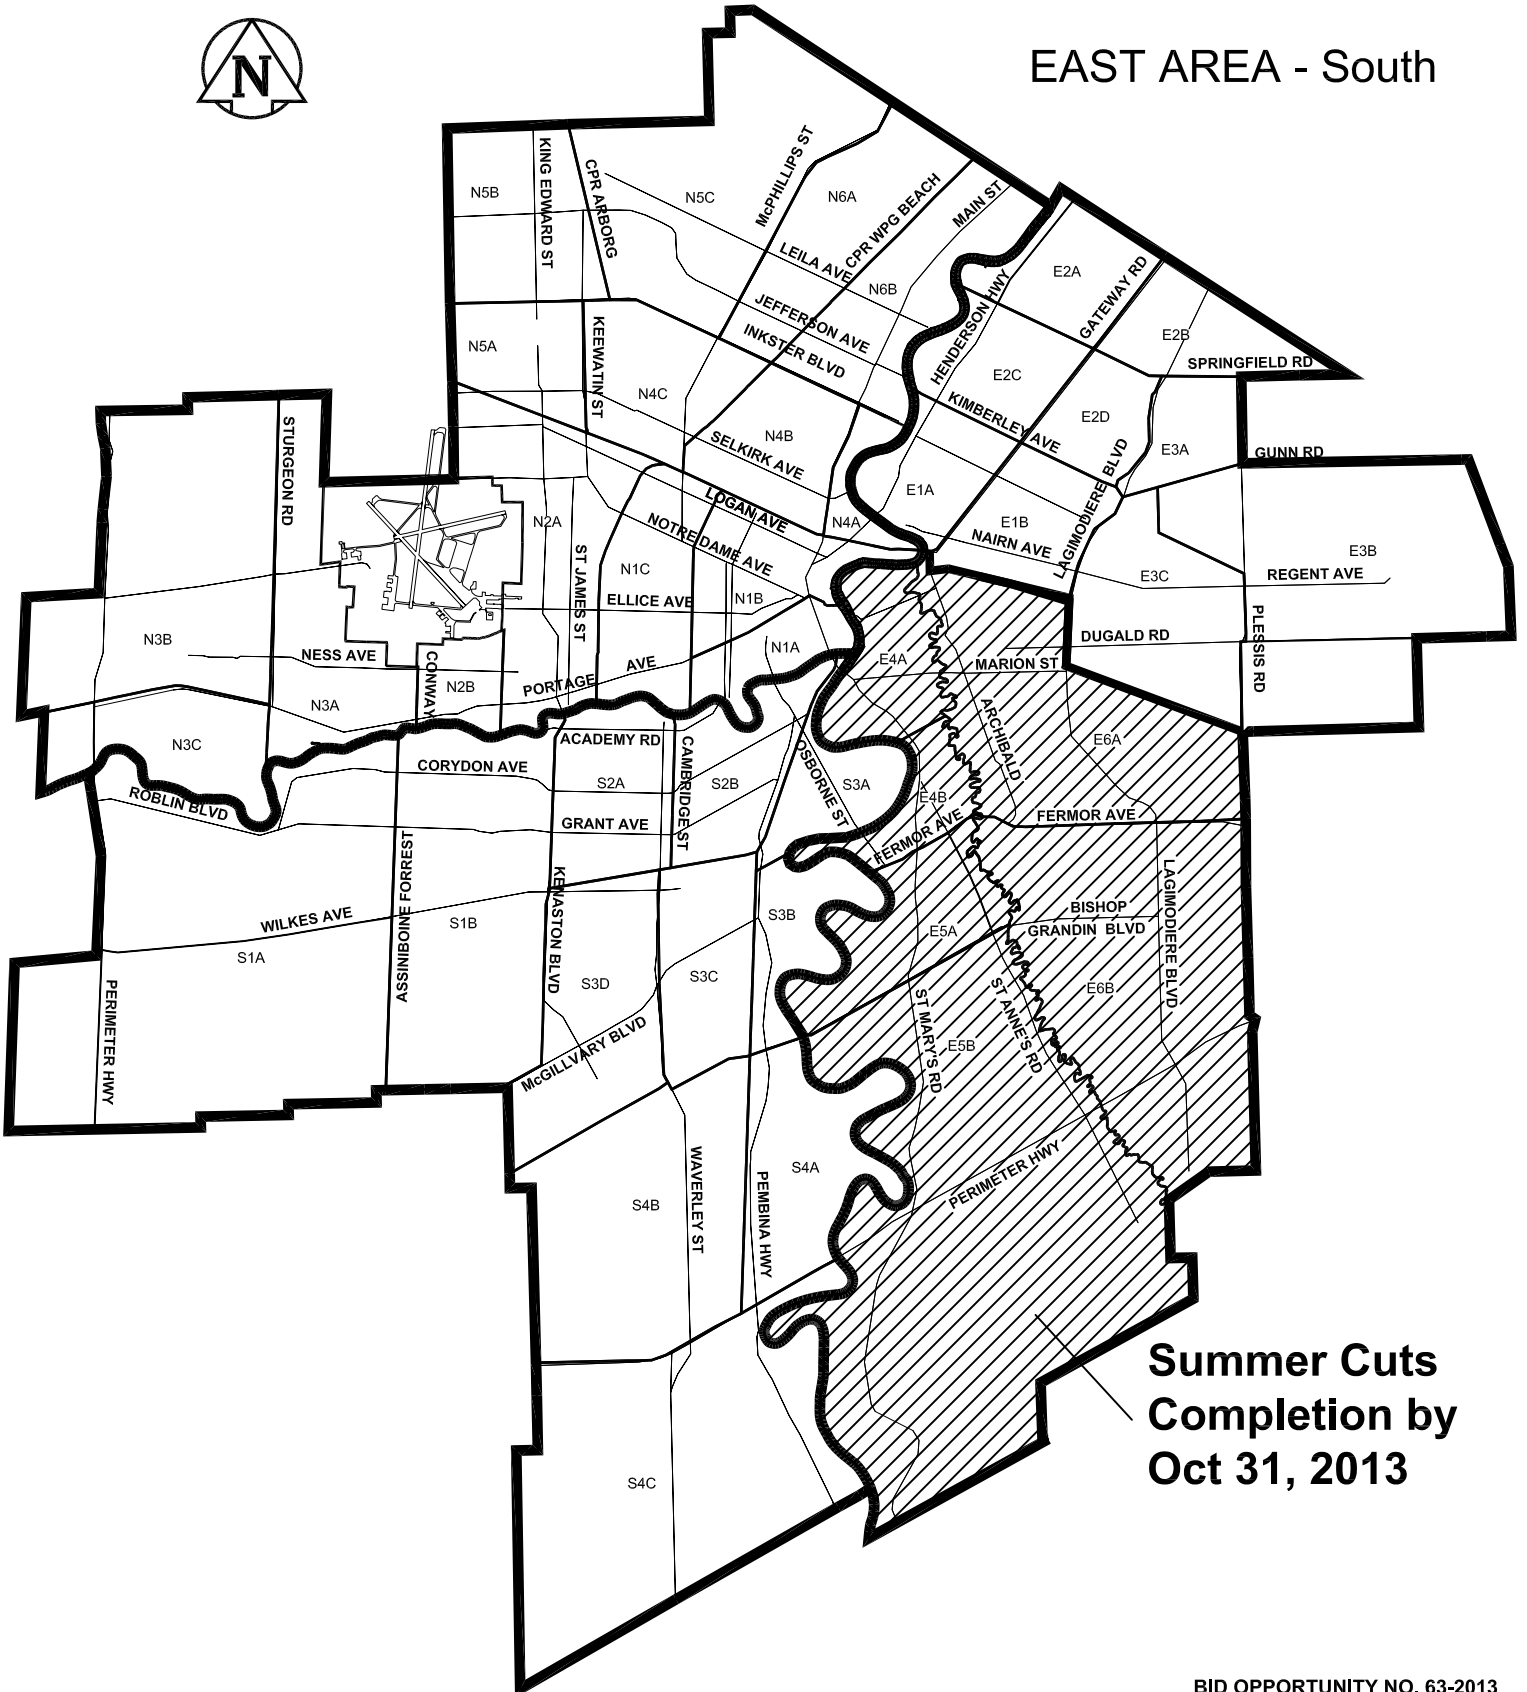 N
EAST AREA - South
KING EDWARD ST
CPR ARBORG
McPHILLIPS ST
N5B
N5C
N6A
CPR WPG BEACH
MAIN ST
LEILA AVE
N6B
E2A
GATEWAY RD
HENDERSON HWY
JEFFERSON AVE
INKSTER BLVD
E2B
SPRINGFIELD RD
N5A
KEEWATIN ST
N4C
E2C
KIMBERLEY AVE
E2D
STURGEON RD
N4B
SELKIRK AVE
LAGIMODIERE BLVD
E3A
GUNN RD
LOGAN AVE
E1A
N2A
NOTRE DAME AVE
N4A
E1B
NAIRN AVE
E3B
ST JAMES ST
N1C
E3C
REGENT AVE
ELLICE AVE
N1B
PLESSIS RD
N3B
N1A
DUGALD RD
NESS AVE
CONWAY
AVE
E4A
MARION ST
N2B
PORTAGE
N3A
ARCHIBALD
N3C
ACADEMY RD
CAMBRIDGE ST
E6A
CORYDON AVE
OSBORNE ST
S2A
S2B
S3A
ROBLIN BLVD
E4B
GRANT AVE
FERMOR AVE
FERMOR AVE
ASSINIBOINE FORREST
KENASTON BLVD
LAGIMODIERE BLVD
WILKES AVE
S1B
S3B
BISHOP
GRANDIN BLVD
E5A
S1A
S3D
S3C
ST MARY'S RD
ST ANNE'S RD
E6B
PERIMETER HWY
McGILLVARY BLVD
E5B
WAVERLEY ST
PEMBINA HWY
S4A
PERIMETER HWY
S4B
Summer Cuts
Completion by
Oct 31, 2013
S4C
BID OPPORTUNITY NO. 63-2013